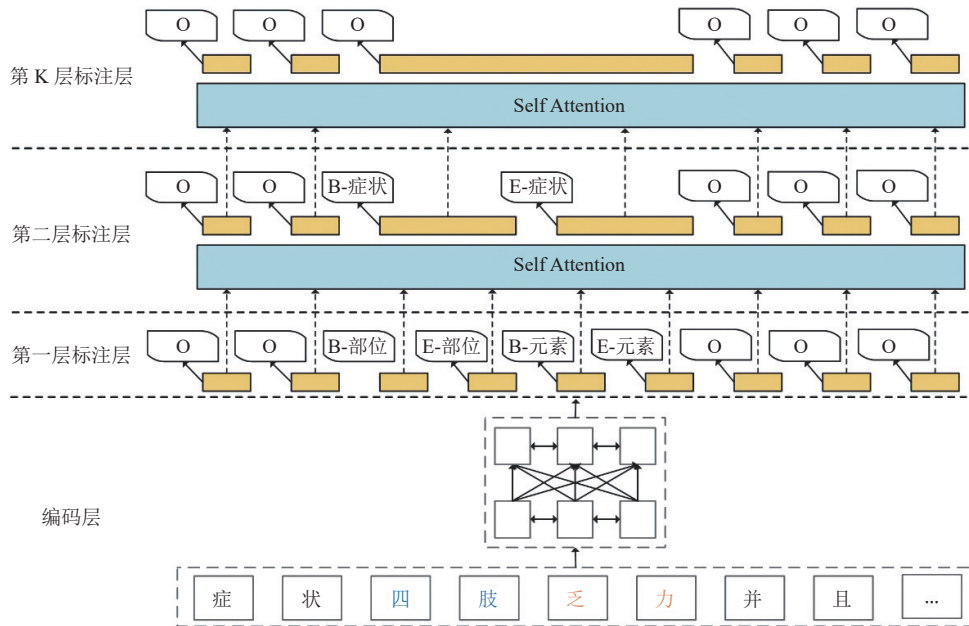 O O O O O O
第 K 层标注层
Self Attention
O O B-症状 E-症状 O O O
第二层标注层
Self Attention
第一层标注层
O O B-部位 E-部位 B-元素 E-元素 O O O
编码层
症 状 四 肢 乏 力 并 且 ...